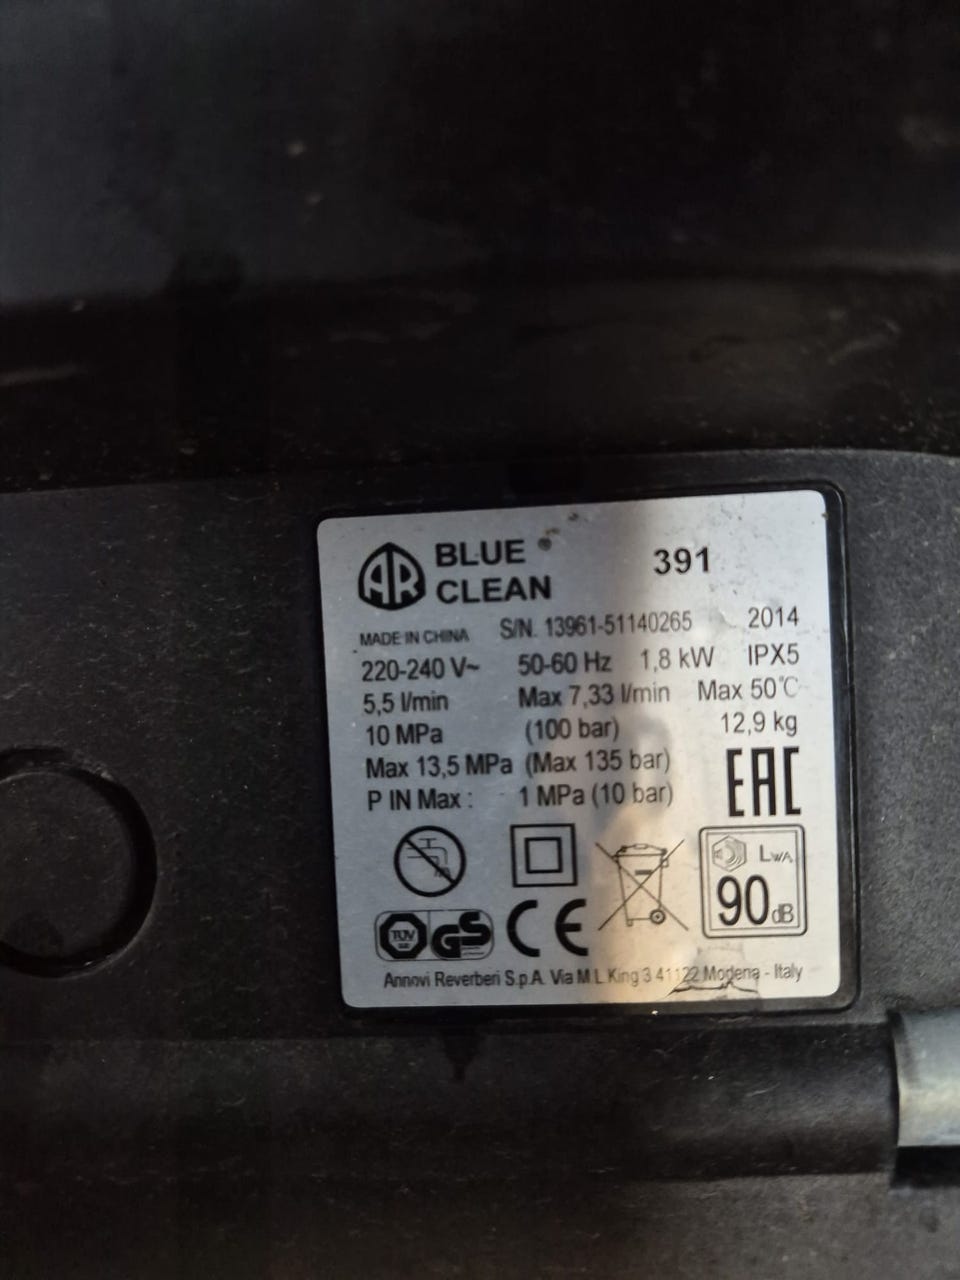 AR BLUE CLEAN 391
MADE IN CHINA S/N. 13961-51140265 2014
220-240 V~ 50-60 Hz 1,8 kW IPX5
5,5 l/min Max 7,33 l/min Max 50°C
10 MPa (100 bar) 12,9 kg
Max 13,5 MPa (Max 135 bar)
P IN Max : 1 MPa (10 bar)
EAC
LWA
90 dB
TÜV GS CE
Annovi Reverberi S.p.A. Via M L King 3 41122 Modena - Italy